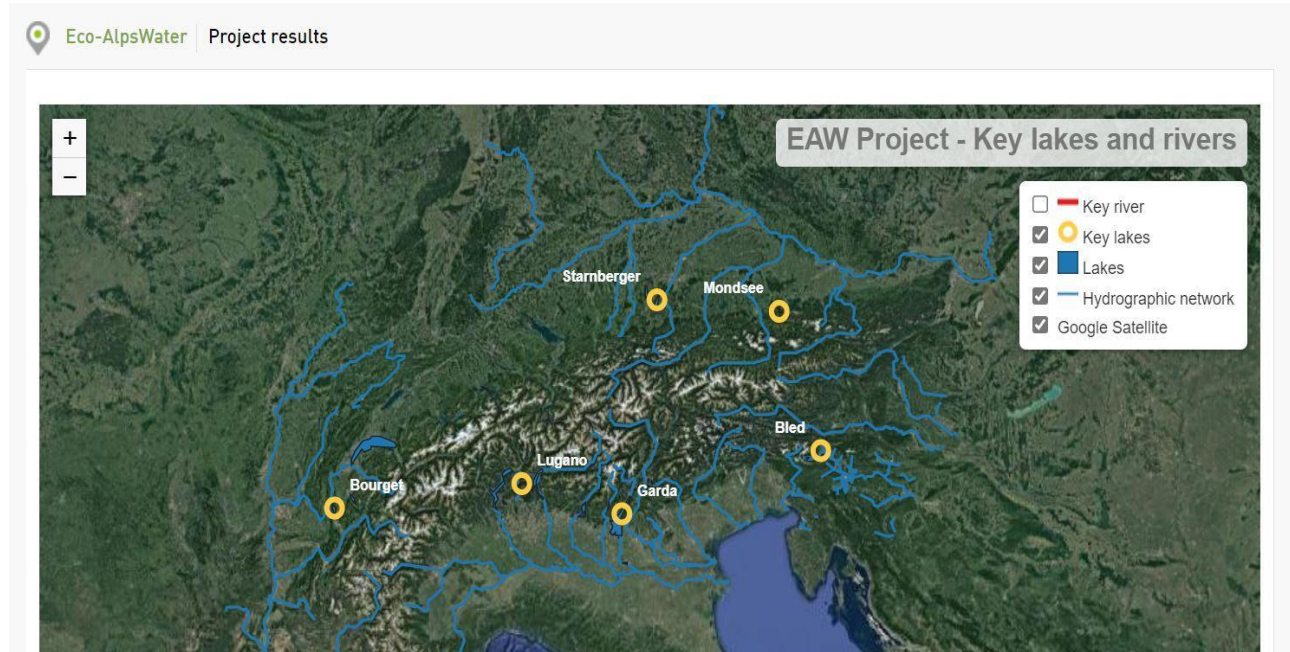 Eco-AlpsWater Project results
+
−
EAW Project - Key lakes and rivers
Key river
Key lakes
Lakes
Hydrographic network
Google Satellite
Starnberger
Mondsee
Bled
Lugano
Bourget
Garda